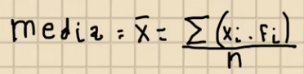 media = x̄ = Σ(xi . Fi) / n